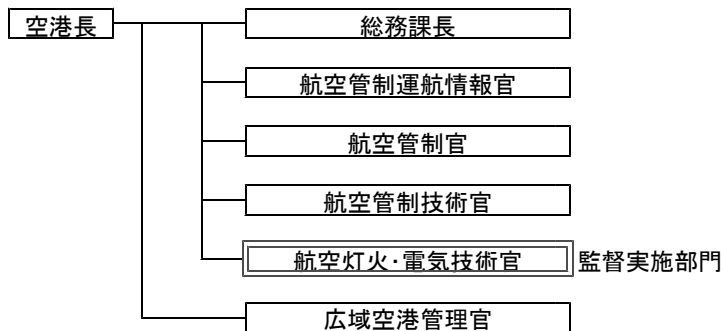 空港長
総務課長
航空管制運航情報官
航空管制官
航空管制技術官
航空灯火・電気技術官 監督実施部門
広域空港管理官